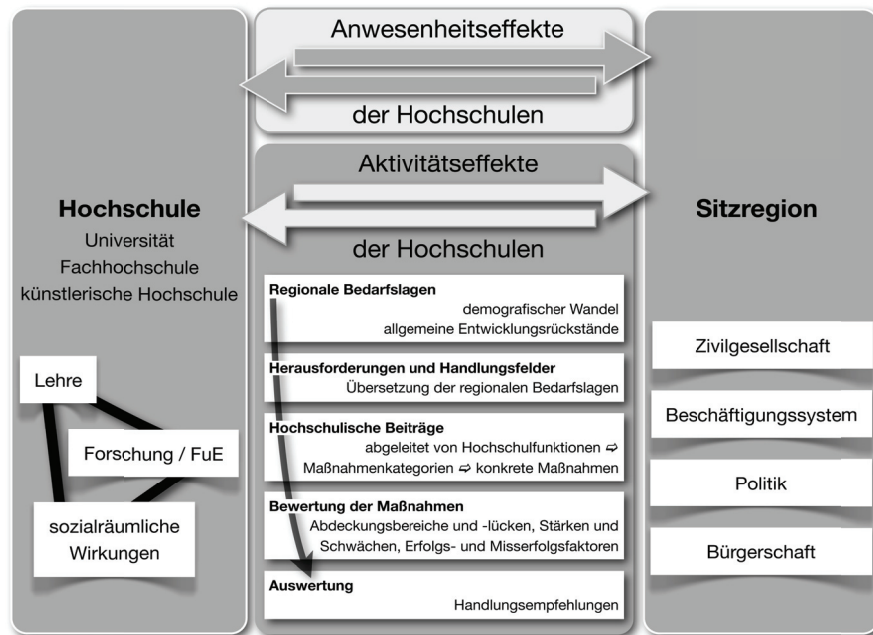 Anwesenheitseffekte
der Hochschulen
Hochschule
Universität
Fachhochschule
künstlerische Hochschule
Lehre
Forschung / FuE
sozialräumliche
Wirkungen
Aktivitätseffekte
der Hochschulen
Regionale Bedarfslagen
demografischer Wandel
allgemeine Entwicklungsrückstände
Herausforderungen und Handlungsfelder
Übersetzung der regionalen Bedarfslagen
Hochschulische Beiträge
abgeleitet von Hochschulfunktionen ⇨
Maßnahmenkategorien ⇨ konkrete Maßnahmen
Bewertung der Maßnahmen
Abdeckungsbereiche und -lücken, Stärken und
Schwächen, Erfolgs- und Misserfolgsfaktoren
Auswertung
Handlungsempfehlungen
Sitzregion
Zivilgesellschaft
Beschäftigungssystem
Politik
Bürgerschaft